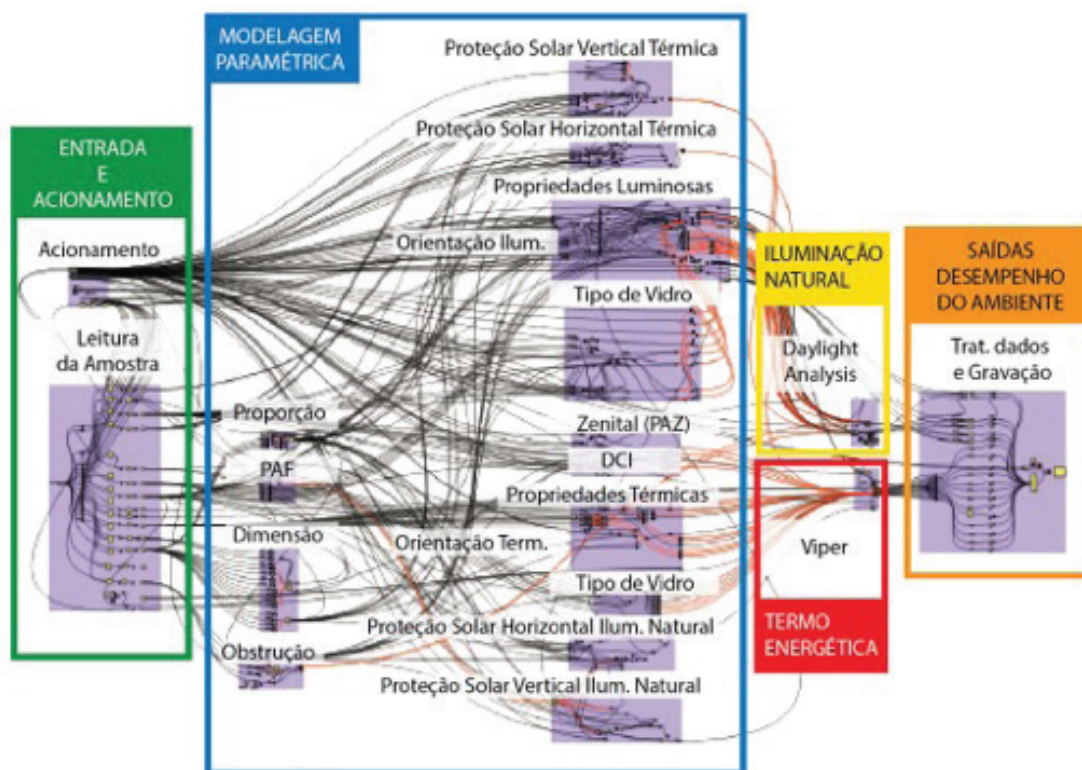 MODELAGEM
PARAMÉTRICA
Proteção Solar Vertical Térmica
Proteção Solar Horizontal Térmica
Propriedades Luminosas
Orientação Ilum.
Tipo de Vidro
Proporção
Zenital (PAZ)
PAF
DCI
Propriedades Térmicas
Dimensão
Orientação Term.
Tipo de Vidro
Proteção Solar Horizontal Ilum. Natural
Obstrução
Proteção Solar Vertical Ilum. Natural
ENTRADA
E
ACIONAMENTO
Acionamento
Leitura
da Amostra
ILUMINAÇÃO
NATURAL
Daylight
Analysis
Viper
TERMO
ENERGÉTICA
SAÍDAS
DESEMPENHO
DO AMBIENTE
Trat. dados
e Gravação